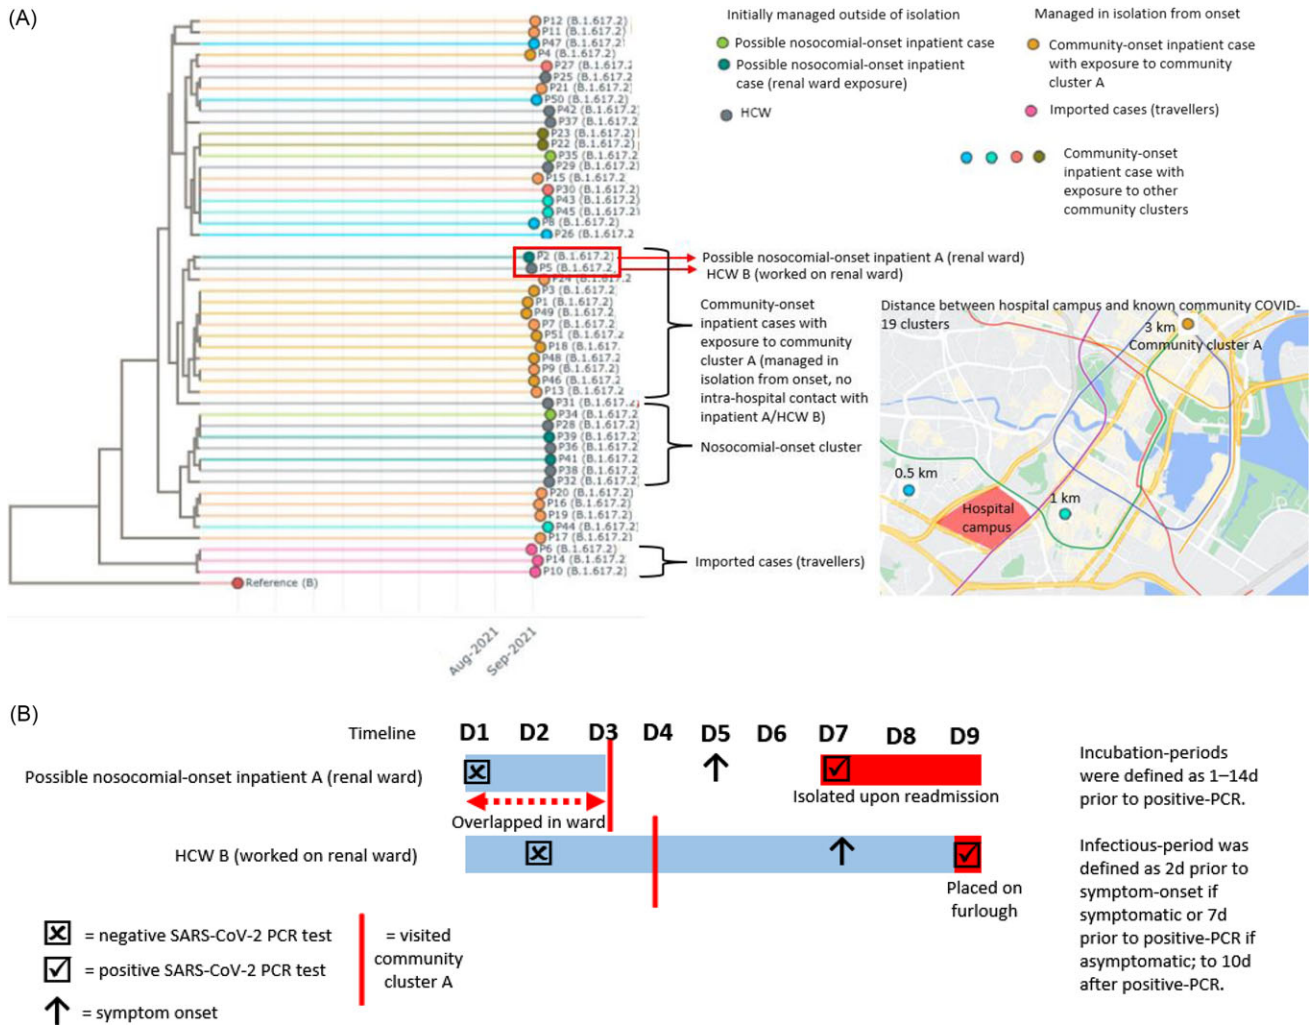 (A)
P12 (B.1.617.2)
P11 (B.1.617.2)
P47 (B.1.617.2)
P4 (B.1.617.2)
P27 (B.1.617.2
P25 (B.1.617.2
P21 (B.1.617.2)
P50 (B.1.617.2)
P42 (B.1.617.2
P37 (B.1.617.2
P23 (B.1.617.2)
P22 (B.1.617.2)
P35 (B.1.617.2
P29 (B.1.617.2
P15 (B.1.617.2)
P30 (B.1.617.2)
P43 (B.1.617.2
P45 (B.1.617.2
P8 (B.1.617.2)
P26 (B.1.617.2
P2 (B.1.617.2)
P5 (B.1.617.2
P24 (B.1.617.2
P3 (B.1.617.2)
P1 (B.1.617.2)
P49 (B.1.617.2
P7 (B.1.617.2)
P51 (B.1.617.2
P18 (B.1.617.
P48 (B.1.617.2
P9 (B.1.617.2
P46 (B.1.617.2
P13 (B.1.617.2
P31 (B.1.617.2
P34 (B.1.617.2
P28 (B.1.617.2
P39 (B.1.617.2
P36 (B.1.617.2
P41 (B.1.617.2
P38 (B.1.617.2
P32 (B.1.617.2)
P20 (B.1.617.2)
P16 (B.1.617.2)
P19 (B.1.617.2)
P44 (B.1.617.2)
P17 (B.1.617.2)
P6 (B.1.617.2)
P14 (B.1.617.2)
P10 (B.1.617.2)
Reference (B)
Aug-2021
Sep-2021
Initially managed outside of isolation
Possible nosocomial-onset inpatient case
Possible nosocomial-onset inpatient
case (renal ward exposure)
HCW
Managed in isolation from onset
Community-onset inpatient case
with exposure to community
cluster A
Imported cases (travellers)
Community-onset
inpatient case with
exposure to other
community clusters
Possible nosocomial-onset inpatient A (renal ward)
HCW B (worked on renal ward)
Community-onset
inpatient cases with
exposure to community
cluster A (managed in
isolation from onset, no
intra-hospital contact with
inpatient A/HCW B)
Nosocomial-onset cluster
Imported cases (travellers)
Distance between hospital campus and known community COVID-
19 clusters
3 km
Community cluster A
0.5 km
1 km
Hospital
campus
(B)
Timeline
D1 D2 D3 D4 D5 D6 D7 D8 D9
Possible nosocomial-onset inpatient A (renal ward)
Isolated upon readmission
Overlapped in ward
HCW B (worked on renal ward)
Placed on
furlough
Incubation-periods
were defined as 1–14d
prior to positive-PCR.
Infectious-period was
defined as 2d prior to
symptom-onset if
symptomatic or 7d
prior to positive-PCR if
asymptomatic; to 10d
after positive-PCR.
= negative SARS-CoV-2 PCR test
= positive SARS-CoV-2 PCR test
= symptom onset
= visited
community
cluster A